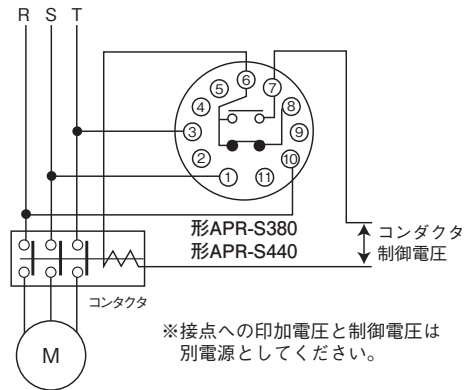 R S T
⑥
⑤ ⑦
④ ⑧
③ ⑨
② ⑩
① ⑪
形APR-S380
形APR-S440
コンダクタ
制御電圧
コンタクタ
M
※接点への印加電圧と制御電圧は
別電源としてください。